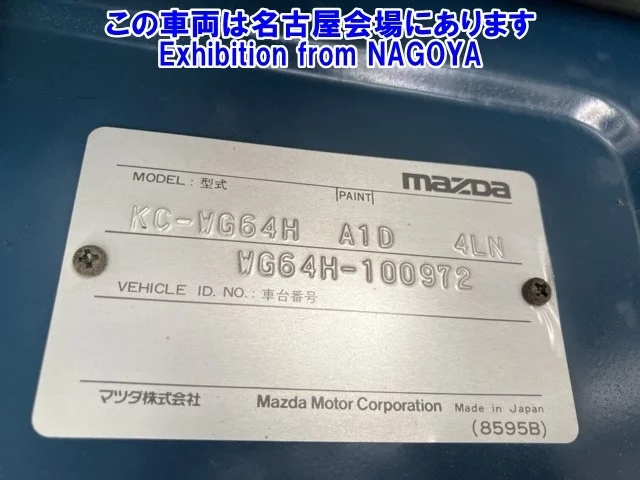 この車両は名古屋会場にあります
Exhibition from NAGOYA
MODEL : 型式 PAINT mazda
KC-WG64H A1D 4LN
WG64H-100972
VEHICLE ID. NO. : 車台番号
マツダ株式会社 Mazda Motor Corporation Made in Japan
(8595B)